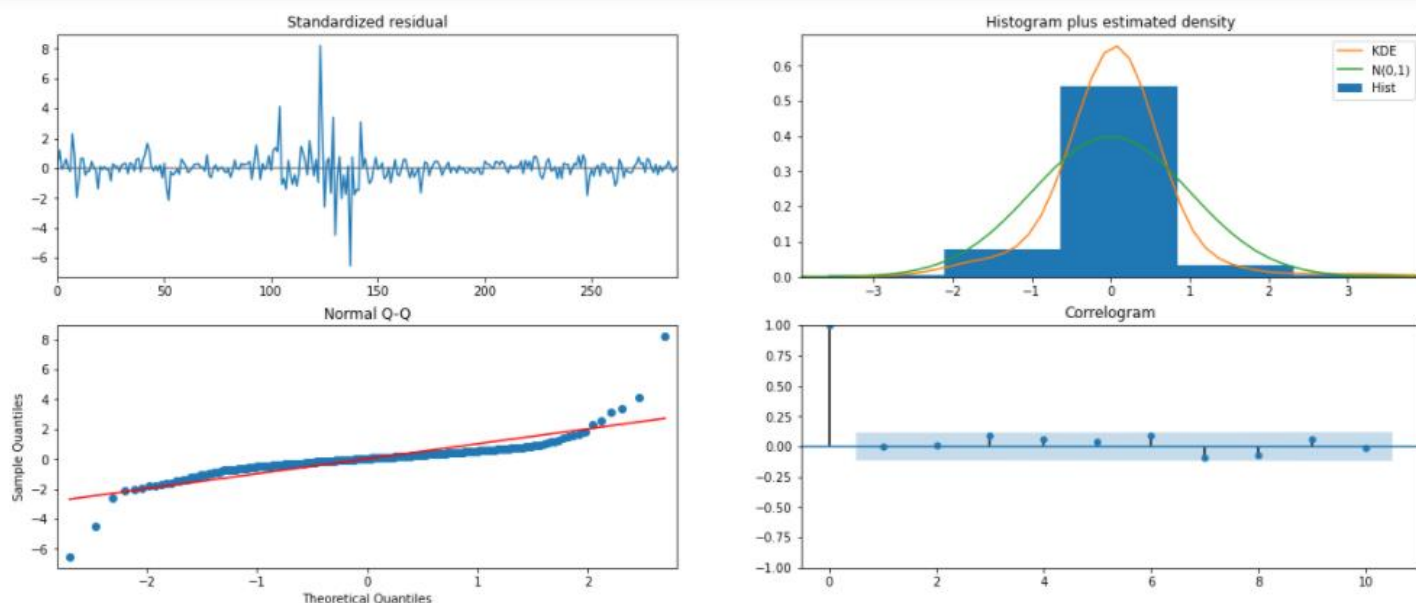 Standardized residual
8
6
4
2
0
−2
−4
−6
0 50 100 150 200 250
Histogram plus estimated density
KDE
N(0,1)
Hist
0.6
0.5
0.4
0.3
0.2
0.1
0.0
−3 −2 −1 0 1 2 3
Normal Q-Q
Sample Quantiles
8
6
4
2
0
−2
−4
−6
−2 −1 0 1 2
Theoretical Quantiles
Correlogram
1.00
0.75
0.50
0.25
0.00
−0.25
−0.50
−0.75
−1.00
0 2 4 6 8 10